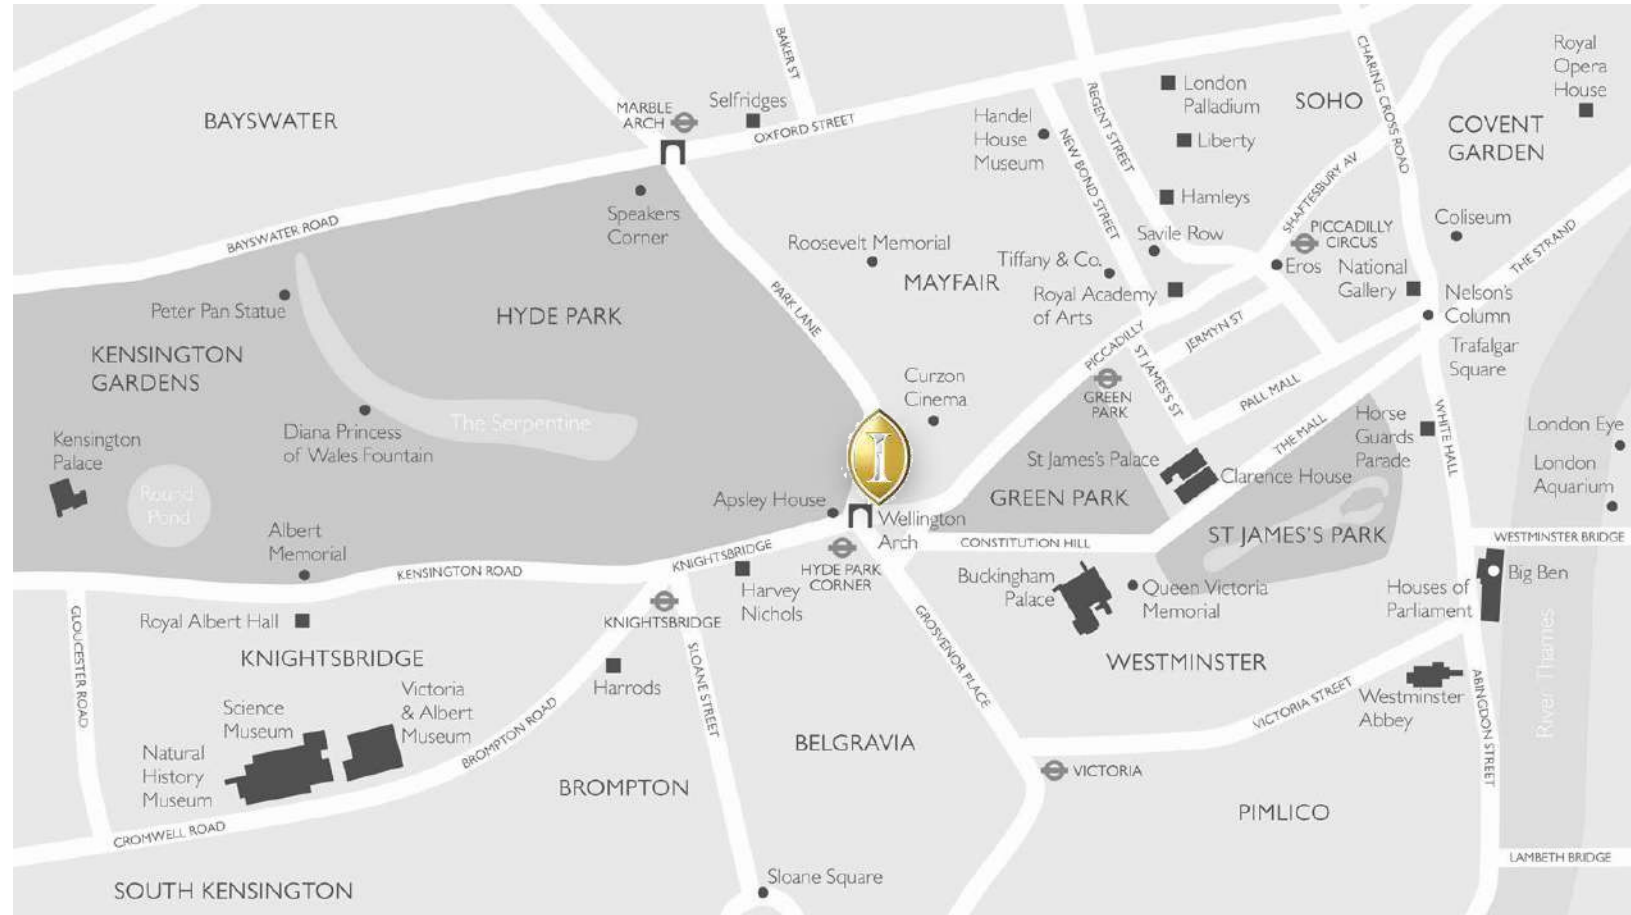 BAYSWATER
MARBLE
ARCH
Selfridges
BAKER ST
OXFORD STREET
Handel
House
Museum
NEW BOND STREET
REGENT STREET
London
Palladium
Liberty
Hamleys
SOHO
CHARING CROSS ROAD
Royal
Opera
House
COVENT
GARDEN
SHAFTESBURY AV
PICCADILLY
CIRCUS
Coliseum
THE STRAND
BAYSWATER ROAD
Speakers
Corner
Roosevelt Memorial
MAYFAIR
Tiffany & Co.
Savile Row
Royal Academy
of Arts
Eros
National
Gallery
Nelson's
Column
Trafalgar
Square
Peter Pan Statue
HYDE PARK
PARK LANE
KENSINGTON
GARDENS
PICCADILLY
JERMYN ST
ST JAMES'S ST
PALL MALL
THE MALL
GREEN
PARK
Curzon
Cinema
Kensington
Palace
Round
Pond
Diana Princess
of Wales Fountain
The Serpentine
I
St James's Palace
Clarence House
Horse
Guards
Parade
WHITE HALL
London Eye
London
Aquarium
GREEN PARK
ST JAMES'S PARK
Apsley House
Wellington
Arch
CONSTITUTION HILL
WESTMINSTER BRIDGE
Albert
Memorial
KENSINGTON ROAD
KNIGHTSBRIDGE
HYDE PARK
CORNER
Harvey
Nichols
Buckingham
Palace
Queen Victoria
Memorial
Houses of
Parliament
Big Ben
GLOUCESTER ROAD
Royal Albert Hall
KNIGHTSBRIDGE
KNIGHTSBRIDGE
Harrods
SLOANE STREET
GROSVENOR PLACE
WESTMINSTER
VICTORIA STREET
Westminster
Abbey
ABINGDON STREET
River Thames
Science
Museum
Victoria
& Albert
Museum
Natural
History
Museum
BROMPTON ROAD
BELGRAVIA
VICTORIA
BROMPTON
PIMLICO
CROMWELL ROAD
LAMBETH BRIDGE
SOUTH KENSINGTON
Sloane Square